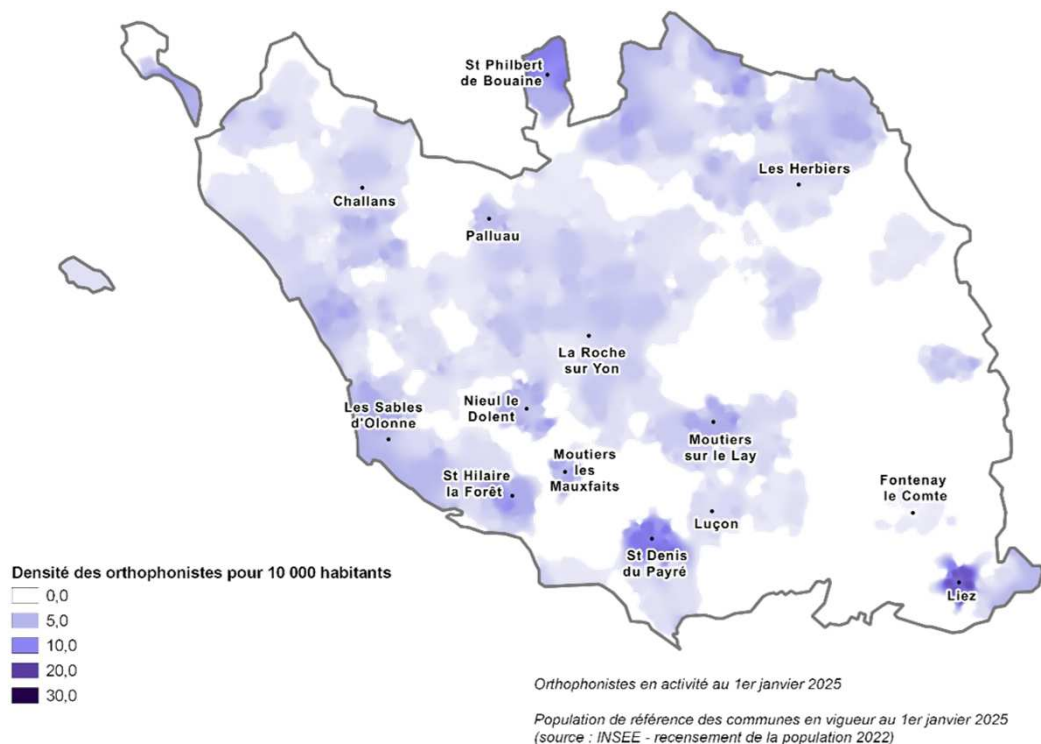 St Philbert
de Bouaine
Les Herbiers
Challans
Palluau
La Roche
sur Yon
Les Sables
d'Olonne
Nieul le
Dolent
Moutiers
sur le Lay
Moutiers
les
Mauxfaits
St Hilaire
la Forêt
Fontenay
le Comte
Luçon
St Denis
du Payré
Liez
Densité des orthophonistes pour 10 000 habitants
0,0
5,0
10,0
20,0
30,0
Orthophonistes en activité au 1er janvier 2025
Population de référence des communes en vigueur au 1er janvier 2025
(source : INSEE - recensement de la population 2022)